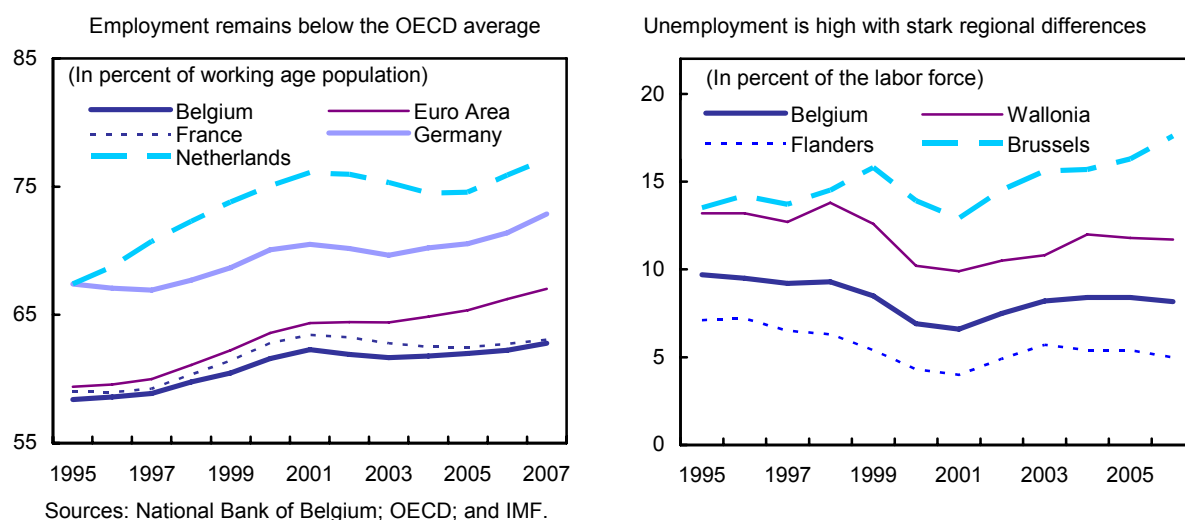 Employment remains below the OECD average
85
(In percent of working age population)
Belgium
Euro Area
France
Germany
Netherlands
75
65
55
1995 1997 1999 2001 2003 2005 2007
Unemployment is high with stark regional differences
20
(In percent of the labor force)
Belgium
Wallonia
Flanders
Brussels
15
10
5
0
1995 1997 1999 2001 2003 2005
Sources: National Bank of Belgium; OECD; and IMF.